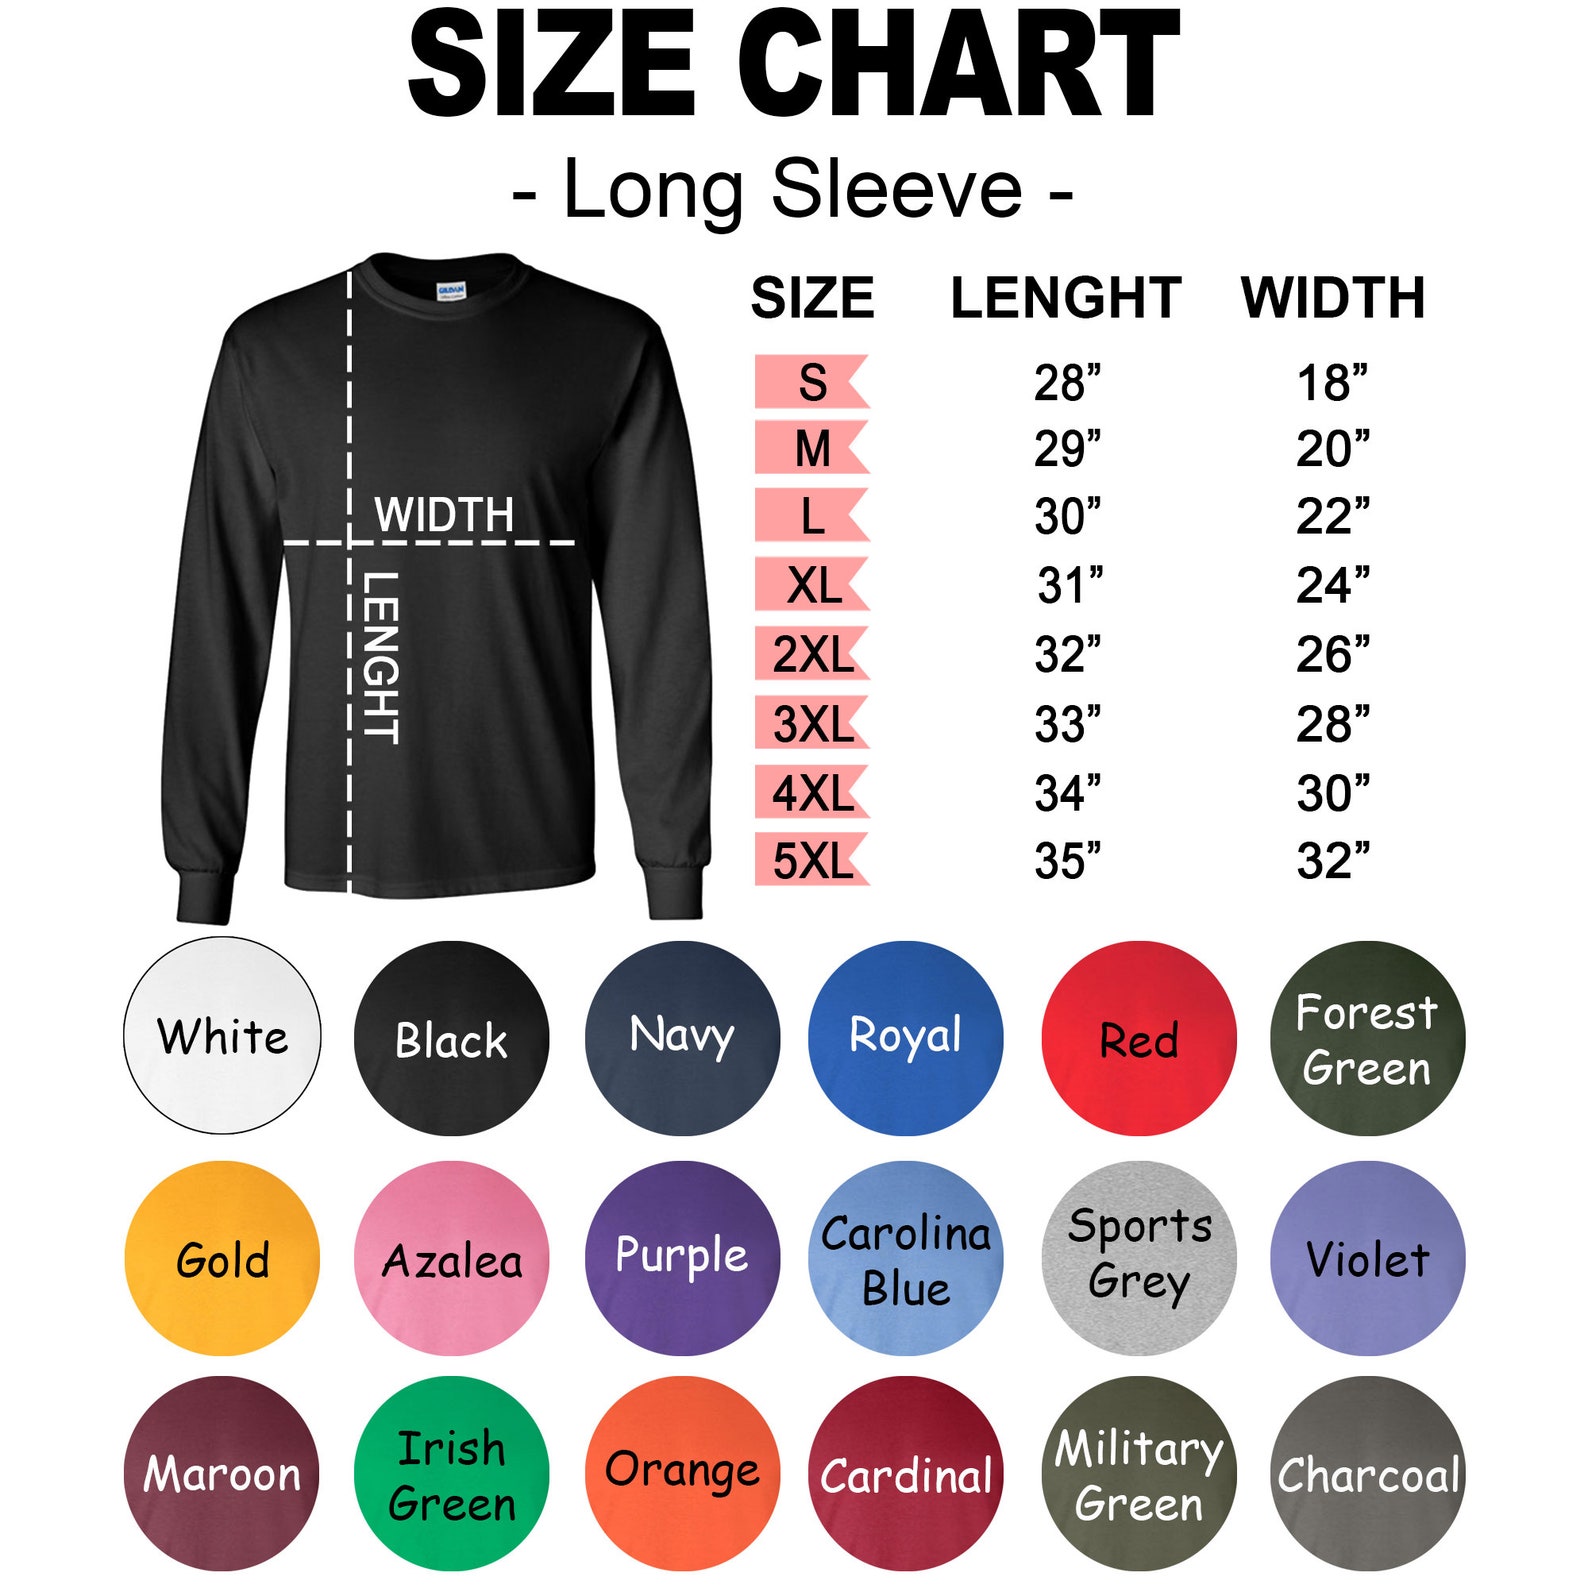 SIZE CHART
- Long Sleeve -
GILDAN
WIDTH
LENGHT
SIZE LENGHT WIDTH
S 28” 18”
M 29” 20”
L 30” 22”
XL 31” 24”
2XL 32” 26”
3XL 33” 28”
4XL 34” 30”
5XL 35” 32”
White
Black
Navy
Royal
Red
Forest
Green
Gold
Azalea
Purple
Carolina
Blue
Sports
Grey
Violet
Maroon
Irish
Green
Orange
Cardinal
Military
Green
Charcoal